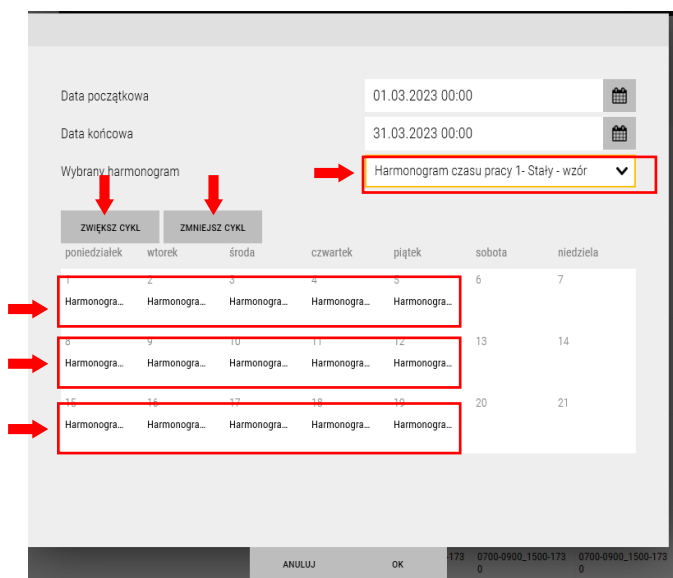 Data początkowa 01.03.2023 00:00
Data końcowa 31.03.2023 00:00
Wybrany harmonogram Harmonogram czasu pracy 1- Stały - wzór
ZWIĘKSZ CYKL ZMNIEJSZ CYKL
poniedziałek wtorek środa czwartek piątek sobota niedziela
1 2 3 4 5 6 7
Harmonogra... Harmonogra... Harmonogra... Harmonogra... Harmonogra...
8 9 10 11 12 13 14
Harmonogra... Harmonogra... Harmonogra... Harmonogra... Harmonogra...
15 16 17 18 19 20 21
Harmonogra... Harmonogra... Harmonogra... Harmonogra... Harmonogra...
ANULUJ OK -173 0700-0900_1500-173 0700-0900_1500-173
0 0